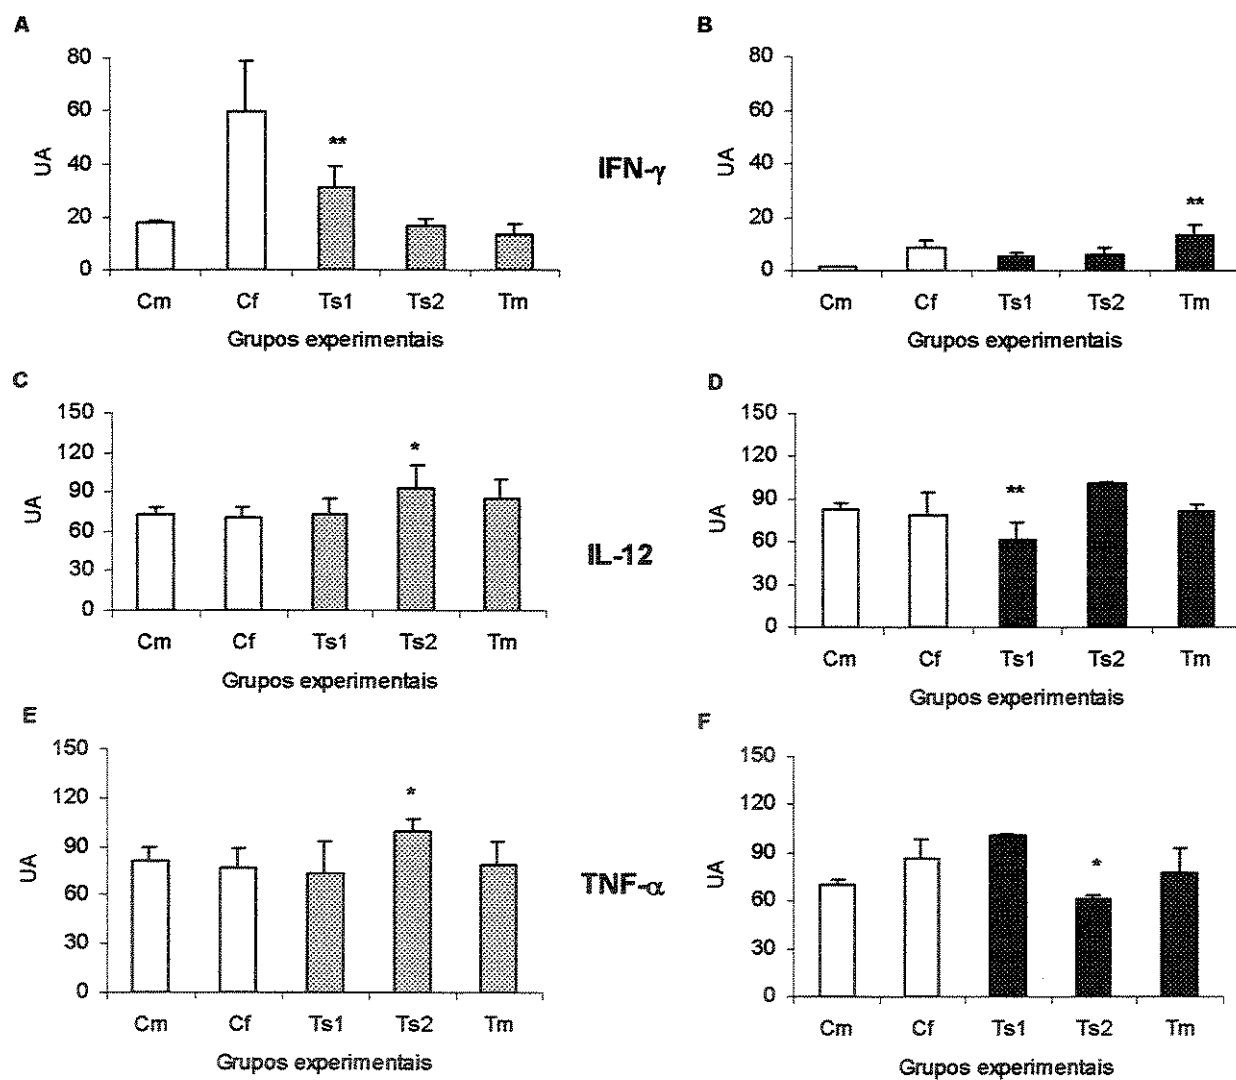 A
80
60
40
20
0
UA
**
Cm Cf Ts1 Ts2 Tm
Grupos experimentais
IFN-γ
B
80
60
40
20
0
UA
**
Cm Cf Ts1 Ts2 Tm
Grupos experimentais
C
150
120
90
60
30
0
UA
*
Cm Cf Ts1 Ts2 Tm
Grupos experimentais
IL-12
D
150
120
90
60
30
0
UA
**
Cm Cf Ts1 Ts2 Tm
Grupos experimentais
E
150
120
90
60
30
0
UA
*
Cm Cf Ts1 Ts2 Tm
Grupos experimentais
TNF-α
F
150
120
90
60
30
0
UA
*
Cm Cf Ts1 Ts2 Tm
Grupos experimentais